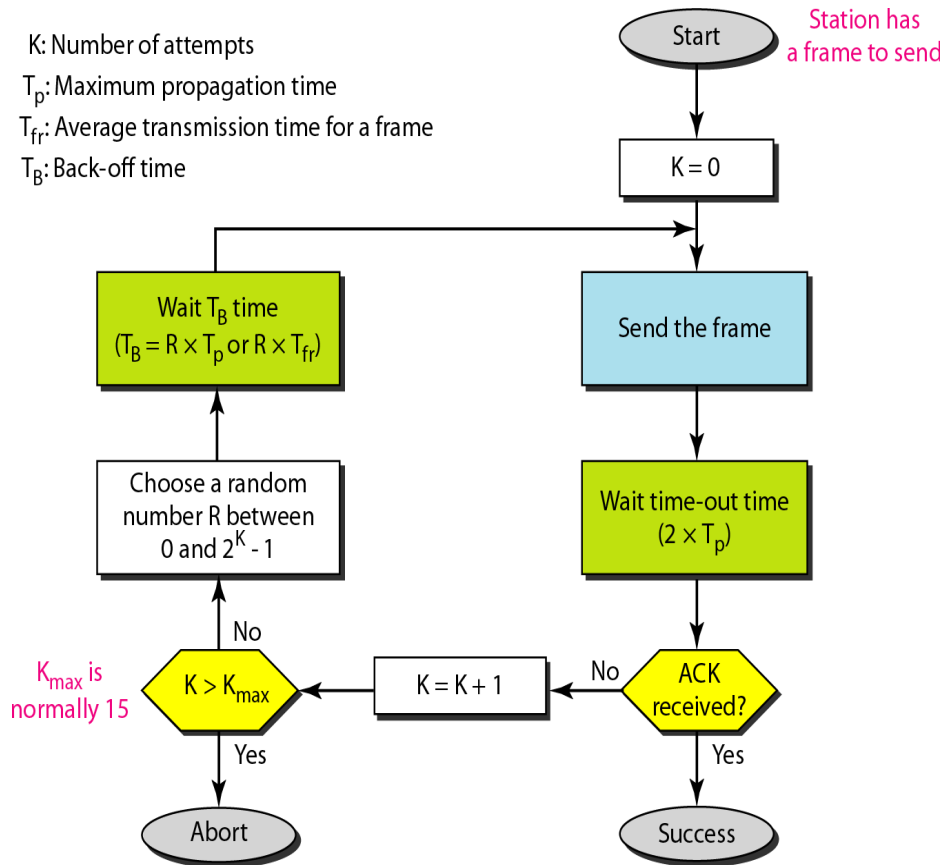 K: Number of attempts
Tp: Maximum propagation time
Tfr: Average transmission time for a frame
TB: Back-off time
Start
Station has
a frame to send
K = 0
Wait TB time
(TB = R × Tp or R × Tfr)
Send the frame
Choose a random
number R between
0 and 2^K - 1
Wait time-out time
(2 × Tp)
No
Kmax is
normally 15
K > Kmax
K = K + 1
No
ACK
received?
Yes
Yes
Abort
Success